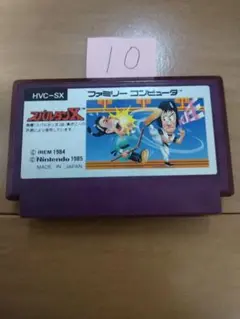 10
HVC-SX
ファミリー コンピュータ
スパルタンX
© IREM 1984
© Nintendo 1985
MADE IN JAPAN